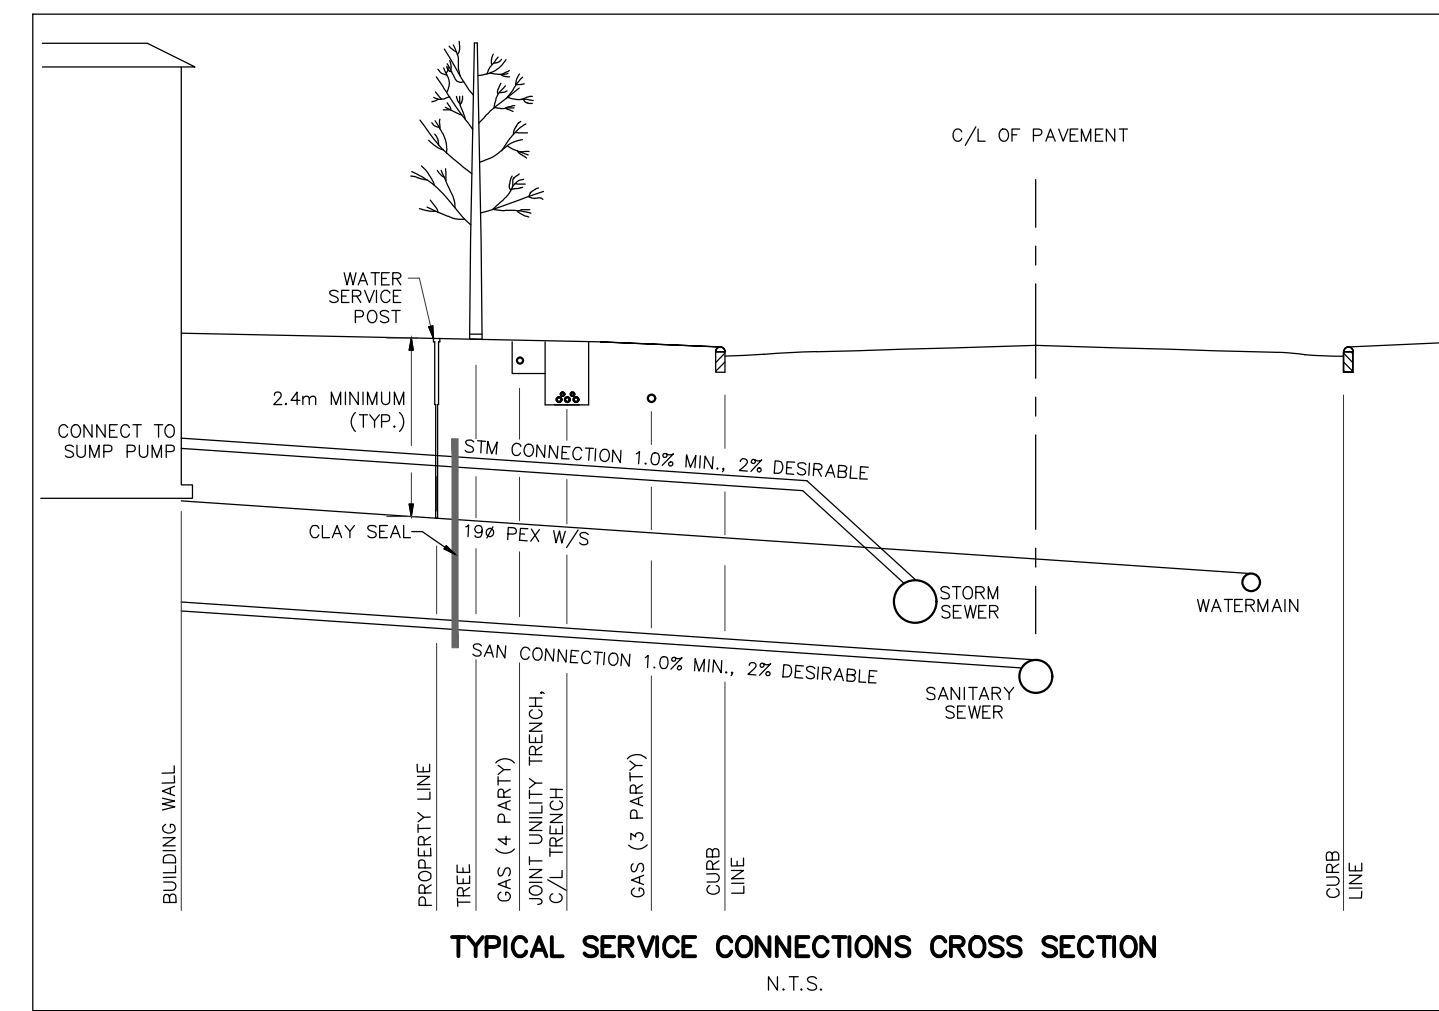 C/L OF PAVEMENT
WATER
SERVICE
POST
2.4m MINIMUM
(TYP.)
CONNECT TO
SUMP PUMP
STM CONNECTION 1.0% MIN., 2% DESIRABLE
CLAY SEAL
19ø PEX W/S
STORM
SEWER
WATERMAIN
SAN CONNECTION 1.0% MIN., 2% DESIRABLE
SANITARY
SEWER
BUILDING WALL
PROPERTY LINE
TREE
GAS (4 PARTY)
JOINT UNILITY TRENCH,
C/L TRENCH
GAS (3 PARTY)
CURB
LINE
CURB
LINE
TYPICAL SERVICE CONNECTIONS CROSS SECTION
N.T.S.